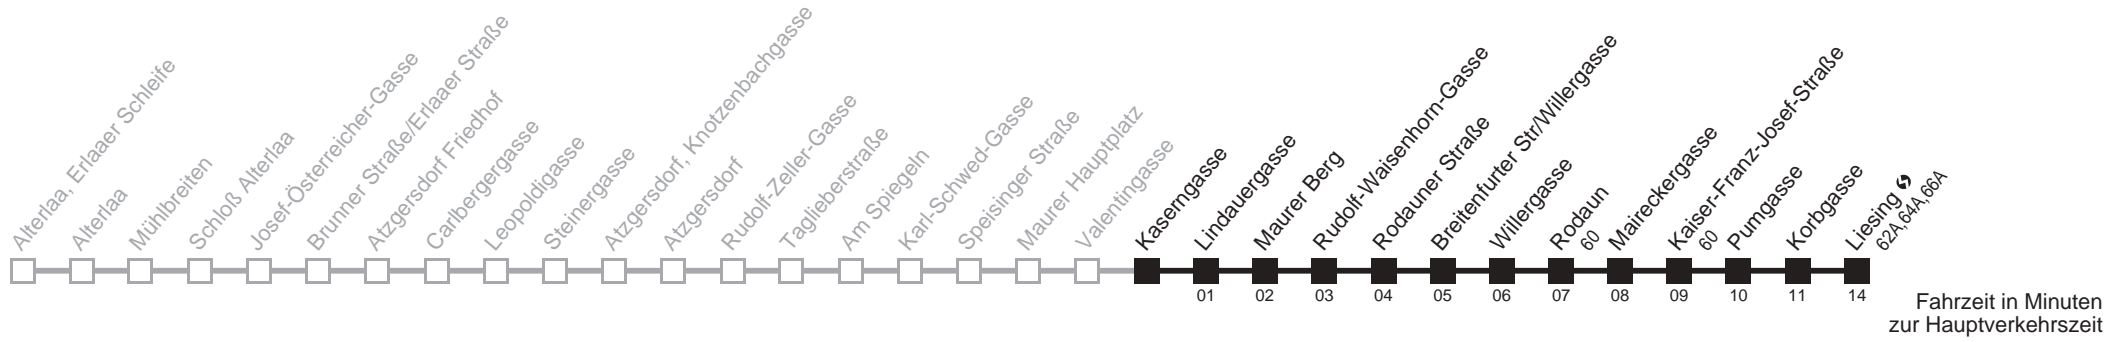 Alterlaa, Erlaaer Schleife
Alterlaa
Mühlbreiten
Schloß Alterlaa
Josef-Österreicher-Gasse
Brunner Straße/Erlaaer Straße
Atzgersdorf Friedhof
Carlbergergasse
Leopoldigasse
Steinergasse
Atzgersdorf, Knotzenbachgasse
Atzgersdorf
Rudolf-Zeller-Gasse
Taglieberstraße
Am Spiegeln
Karl-Schwed-Gasse
Speisinger Straße
Maurer Hauptplatz
Valentingasse
Kaserngasse
Lindauergasse
Maurer Berg
Rudolf-Waisenhorn-Gasse
Rodauner Straße
Breitenfurter Str/Willergasse
Willergasse
Rodaun
60
Maireckergasse
Kaiser-Franz-Josef-Straße
60
Pumgasse
Korbgasse
Liesing
62A,64A,66A
01 02 03 04 05 06 07 08 09 10 11 14
Fahrzeit in Minuten
zur Hauptverkehrszeit